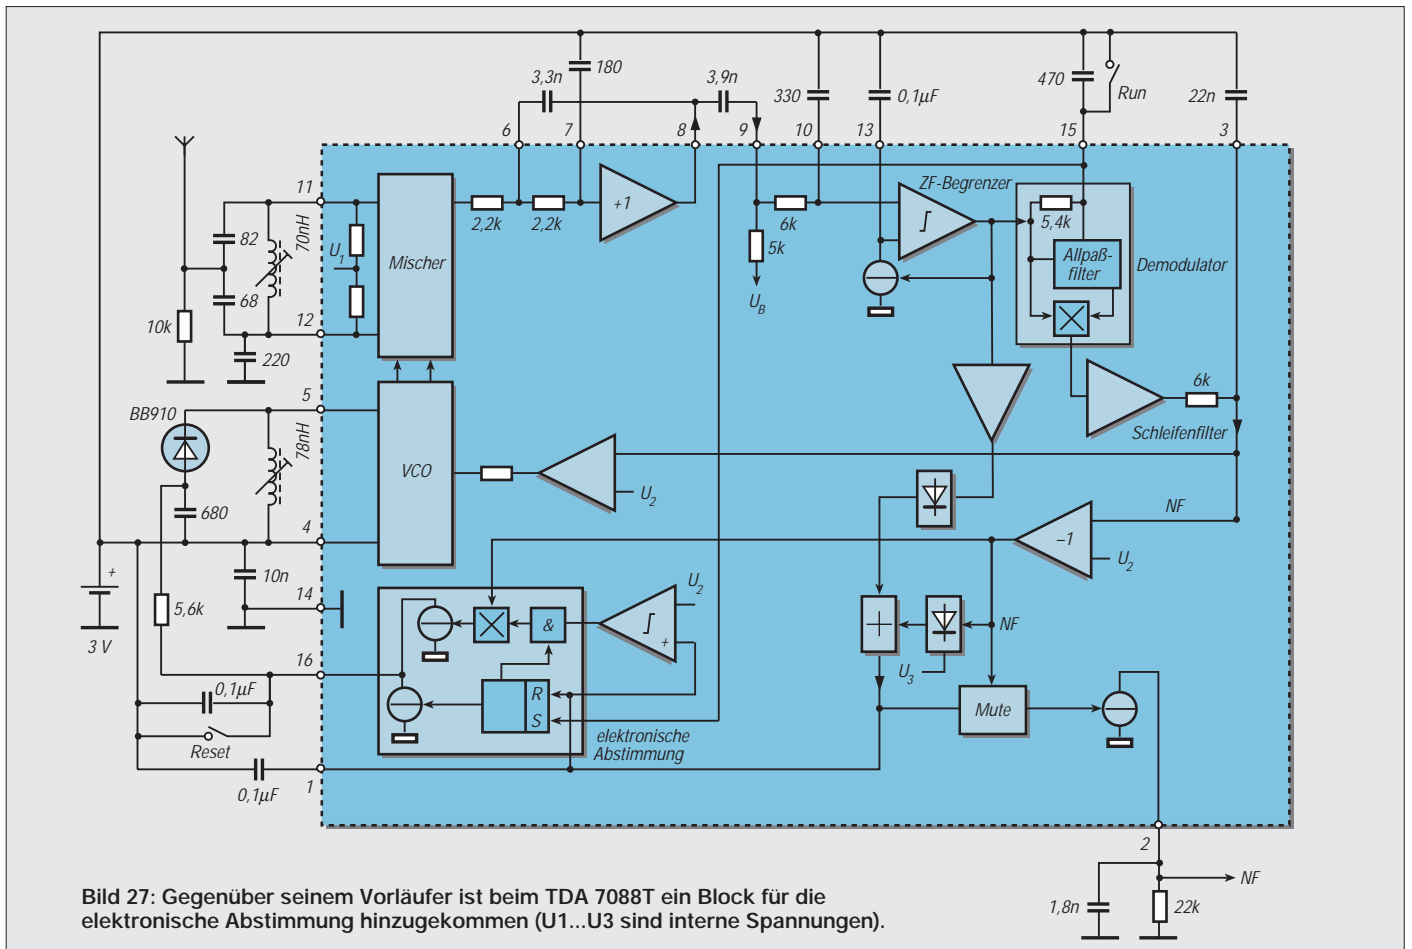 180
3,3n
3,9n
330
0,1µF
470
Run
22n
6
7
8
9
10
13
15
3
11
82
70nH
U1
2,2k
2,2k
+1
Mischer
68
12
10k
220
6k
5k
UB
ZF-Begrenzer
5,4k
Allpaß-
filter
Demodulator
6k
Schleifenfilter
5
BB910
78nH
680
4
VCO
U2
NF
–1
U2
+
3 V
10n
14
5,6k
16
0,1µF
Reset
0,1µF
1
&
U2
+
R
S
elektronische
Abstimmung
NF
U3
Mute
2
NF
1,8n
22k
Bild 27: Gegenüber seinem Vorläufer ist beim TDA 7088T ein Block für die
elektronische Abstimmung hinzugekommen (U1...U3 sind interne Spannungen).